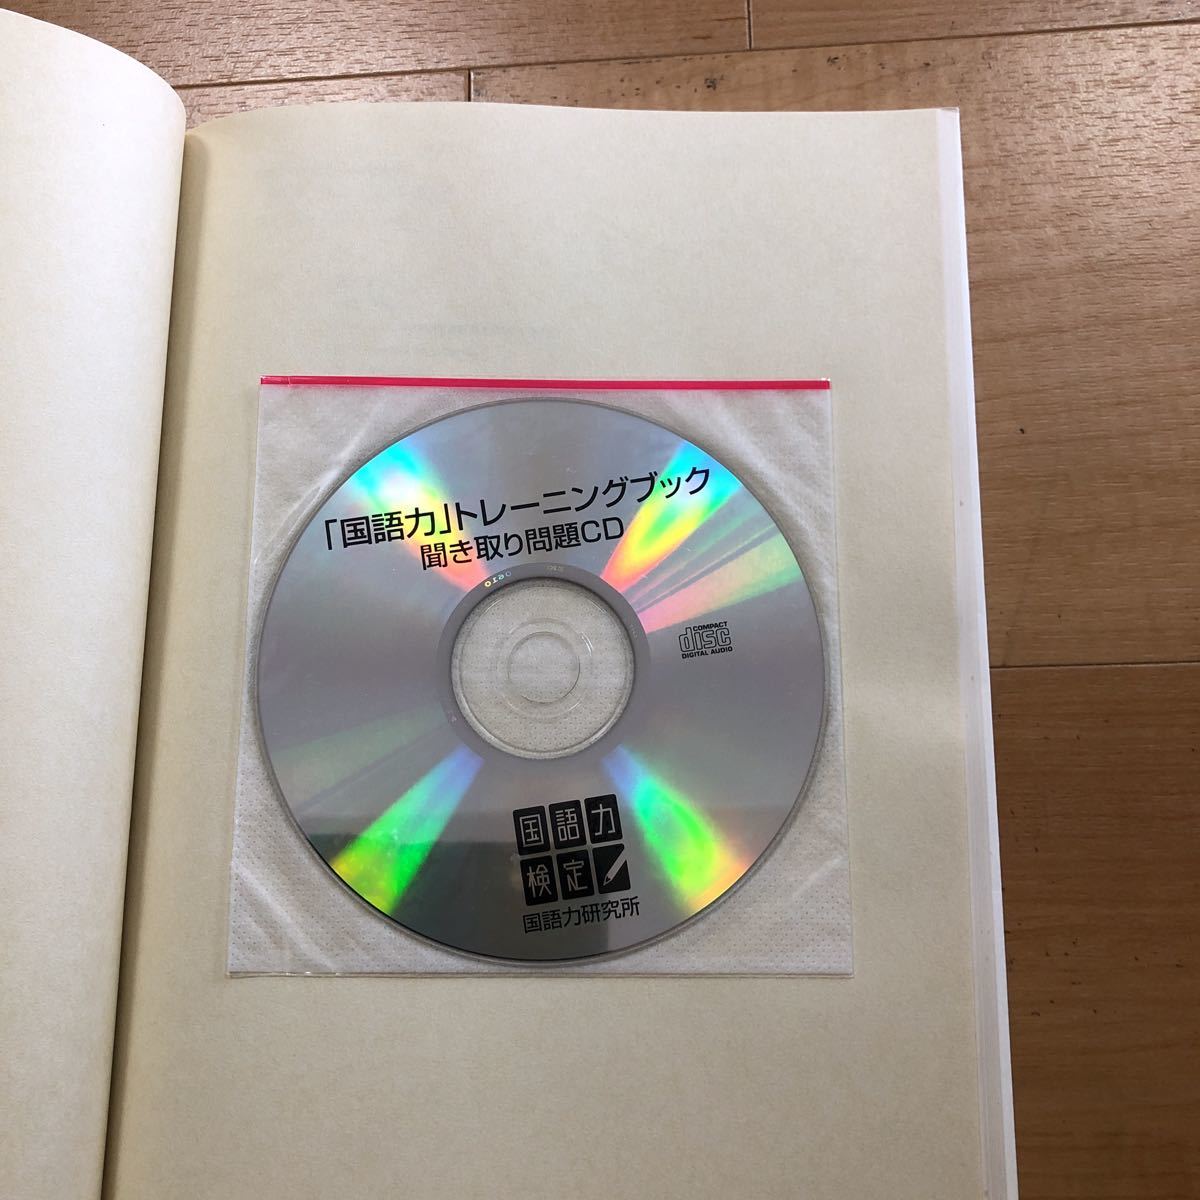 「国語力」トレーニングブック
聞き取り問題CD
COMPACT
disc
DIGITAL AUDIO
国語力
検定
国語力研究所